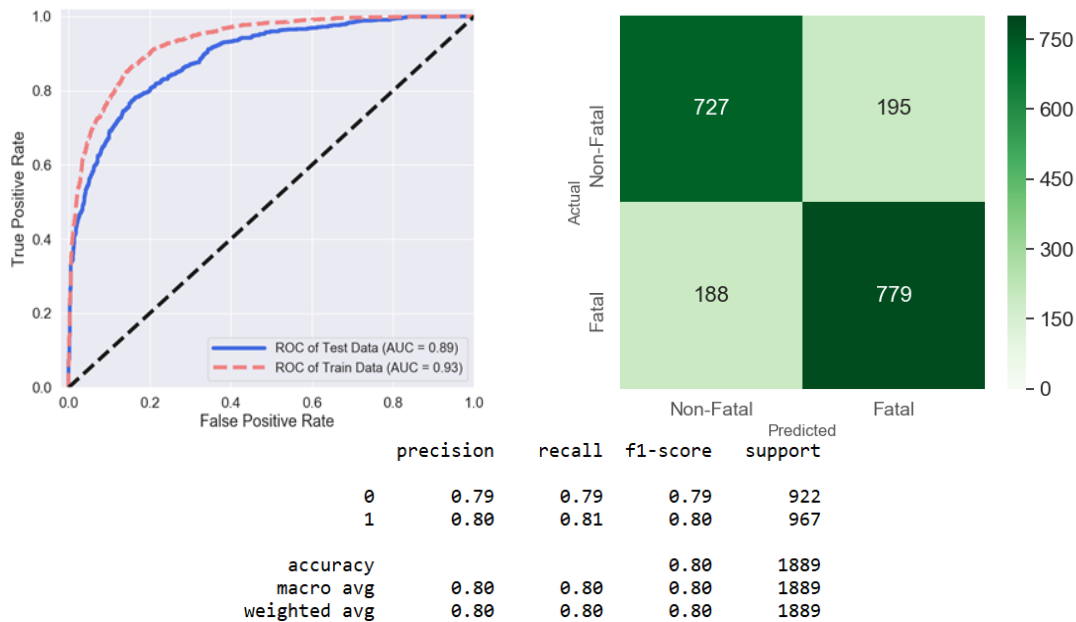 1.0
0.8
0.6
0.4
0.2
0.0
True Positive Rate
0.0 0.2 0.4 0.6 0.8 1.0
False Positive Rate
ROC of Test Data (AUC = 0.89)
ROC of Train Data (AUC = 0.93)
Actual
Non-Fatal
Fatal
727 195
188 779
Non-Fatal Fatal
Predicted
750
600
450
300
150
0
precision recall f1-score support
0 0.79 0.79 0.79 922
1 0.80 0.81 0.80 967
accuracy 0.80 1889
macro avg 0.80 0.80 0.80 1889
weighted avg 0.80 0.80 0.80 1889